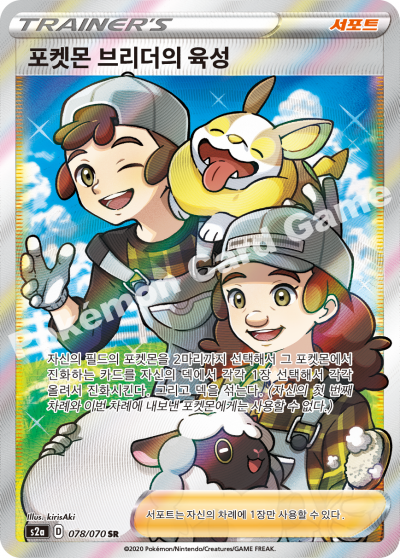 TRAINER'S 서포트
포켓몬 브리더의 육성
Pokémon Card Game
자신의 필드의 포켓몬을 2마리까지 선택해서 그 포켓몬에서
진화하는 카드를 자신의 덱에서 각각 1장 선택해서 각각
올려서 진화시킨다. 그리고 덱을 섞는다. (자신의 첫 번째
차례와 이번 차례에 내보낸 포켓몬에게는 사용할 수 없다.)
Illus. kirisAki
s2a D 078/070 SR
서포트는 자신의 차례에 1장만 사용할 수 있다.
©2020 Pokémon/Nintendo/Creatures/GAME FREAK.